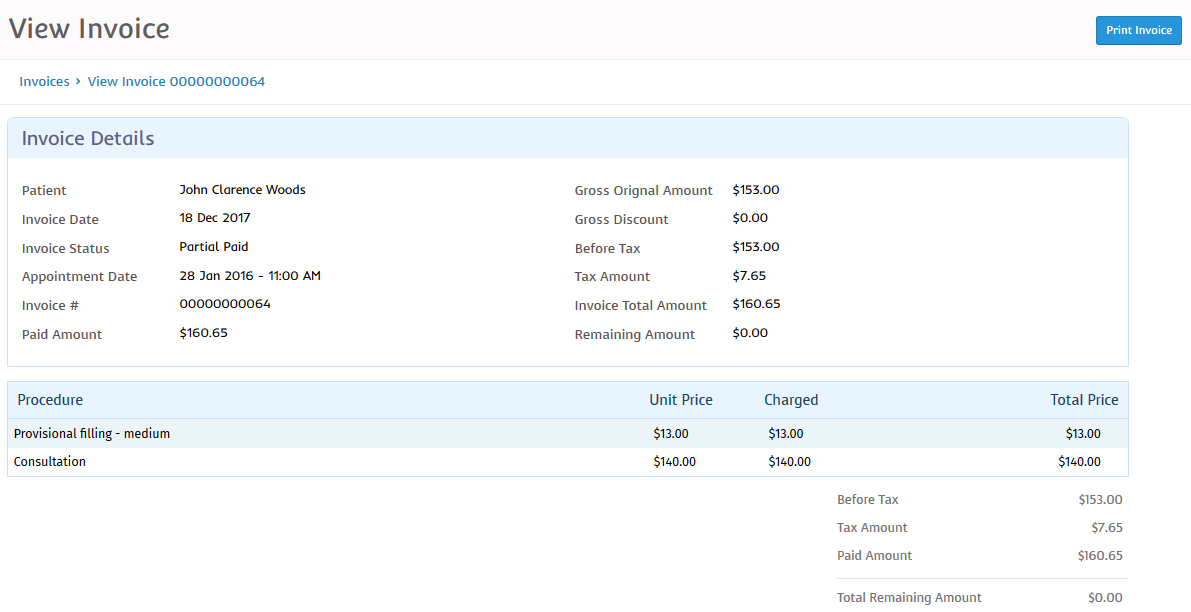 View Invoice
Print Invoice
Invoices › View Invoice 00000000064
Invoice Details
Patient John Clarence Woods Gross Orignal Amount $153.00
Invoice Date 18 Dec 2017 Gross Discount $0.00
Invoice Status Partial Paid Before Tax $153.00
Appointment Date 28 Jan 2016 - 11:00 AM Tax Amount $7.65
Invoice # 00000000064 Invoice Total Amount $160.65
Paid Amount $160.65 Remaining Amount $0.00
Procedure Unit Price Charged Total Price
Provisional filling - medium $13.00 $13.00 $13.00
Consultation $140.00 $140.00 $140.00
Before Tax $153.00
Tax Amount $7.65
Paid Amount $160.65
Total Remaining Amount $0.00